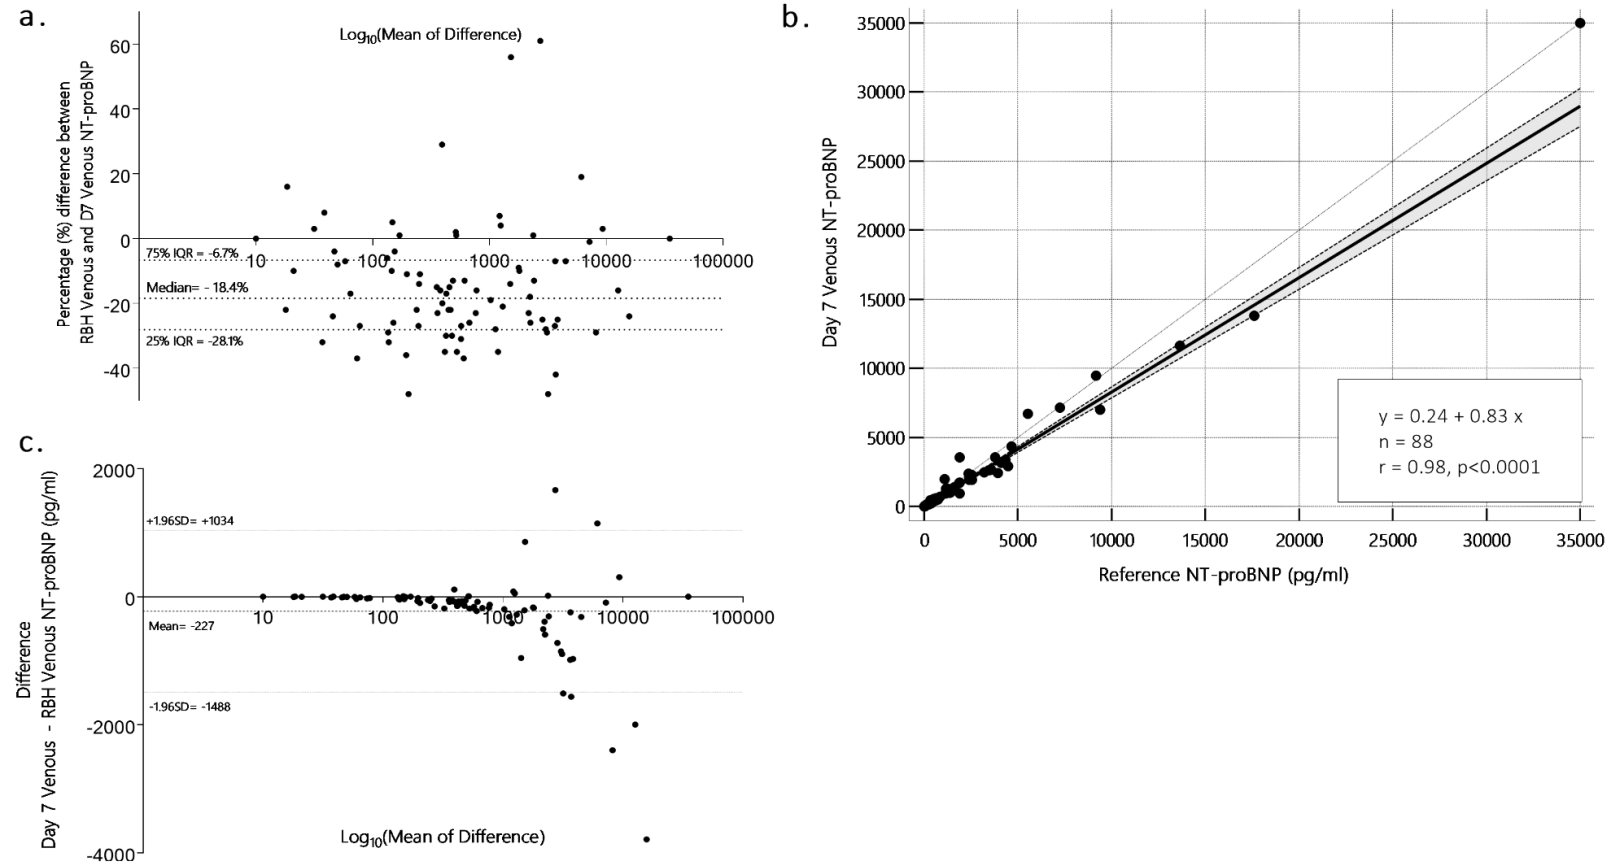 a.
Log10(Mean of Difference)
Percentage (%) difference between
RBH Venous and D7 Venous NT-proBNP
60
40
20
0
-20
-40
10
100
1000
10000
100000
75% IQR = -6.7%
Median= - 18.4%
25% IQR = -28.1%
b.
Day 7 Venous NT-proBNP
35000
30000
25000
20000
15000
10000
5000
0
0
5000
10000
15000
20000
25000
30000
35000
Reference NT-proBNP (pg/ml)
y = 0.24 + 0.83 x
n = 88
r = 0.98, p<0.0001
c.
Difference
Day 7 Venous - RBH Venous NT-proBNP (pg/ml)
2000
0
-2000
-4000
10
100
1000
10000
100000
+1.96SD= +1034
Mean= -227
-1.96SD= -1488
Log10(Mean of Difference)